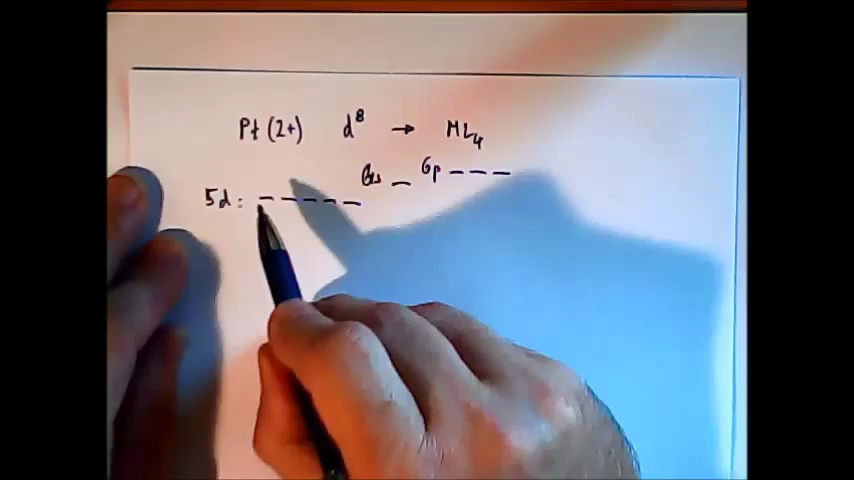 Pt (2+) d⁸ → ML₄
6s _ 6p _ _ _
5d : _ _ _ _ _